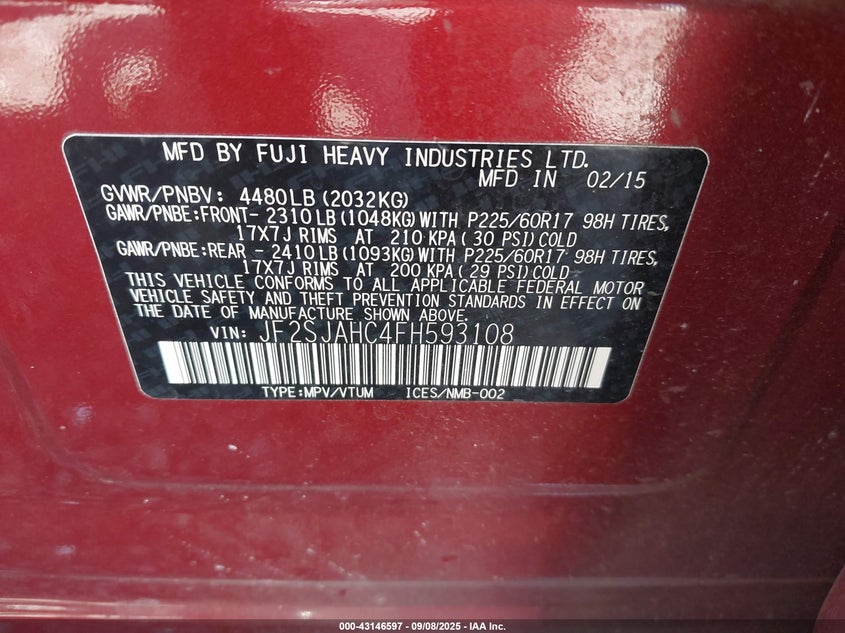 MFD BY FUJI HEAVY INDUSTRIES LTD.
MFD IN 02/15
GVWR/PNBV: 4480LB(2032KG)
GAWR/PNBE:FRONT-2310LB(1048KG)WITH P225/60R17 98H TIRES,
17X7J RIMS AT 210KPA(30 PSI)COLD
GAWR/PNBE:REAR -2410LB(1093KG)WITH P225/60R17 98H TIRES,
17X7J RIMS AT 200KPA(29 PSI)COLD
THIS VEHICLE CONFORMS TO ALL APPLICABLE FEDERAL MOTOR
VEHICLE SAFETY AND THEFT PREVENTION STANDARDS IN EFFECT ON
THE DATE OF MANUFACTURE SHOWN ABOVE.
VIN: JF2SJAHC4FH593108
TYPE:MPV/VTUM ICES/NMB-002
000-43146597 - 09/08/2025 - IAA Inc.